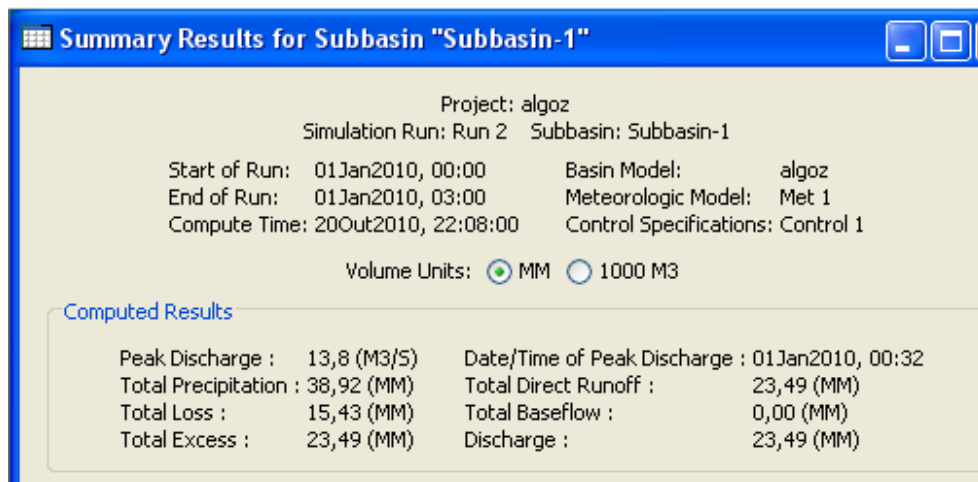 Summary Results for Subbasin "Subbasin-1"
Project: algoz
Simulation Run: Run 2 Subbasin: Subbasin-1
Start of Run: 01Jan2010, 00:00 Basin Model: algoz
End of Run: 01Jan2010, 03:00 Meteorologic Model: Met 1
Compute Time: 20Out2010, 22:08:00 Control Specifications: Control 1
Volume Units: MM 1000 M3
Computed Results
Peak Discharge : 13,8 (M3/S) Date/Time of Peak Discharge : 01Jan2010, 00:32
Total Precipitation : 38,92 (MM) Total Direct Runoff : 23,49 (MM)
Total Loss : 15,43 (MM) Total Baseflow : 0,00 (MM)
Total Excess : 23,49 (MM) Discharge : 23,49 (MM)